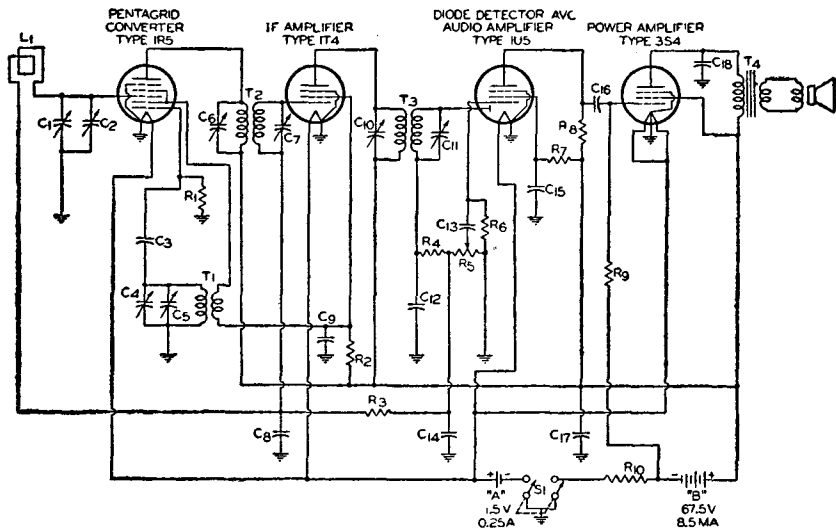 PENTAGRID
CONVERTER
TYPE 1R5
IF AMPLIFIER
TYPE 1T4
DIODE DETECTOR AVC
AUDIO AMPLIFIER
TYPE 1U5
POWER AMPLIFIER
TYPE 3S4
L1
C18
T4
T2
T3
C16
C1
C2
C6
C7
C10
C11
R8
R7
R1
C15
C3
C13
R6
R4
R5
R9
T1
C4
C5
C12
C9
R2
R3
C8
C14
C17
R10
+ -
S1
- +
"A"
1.5V
0.25A
"B"
67.5V
8.5MA